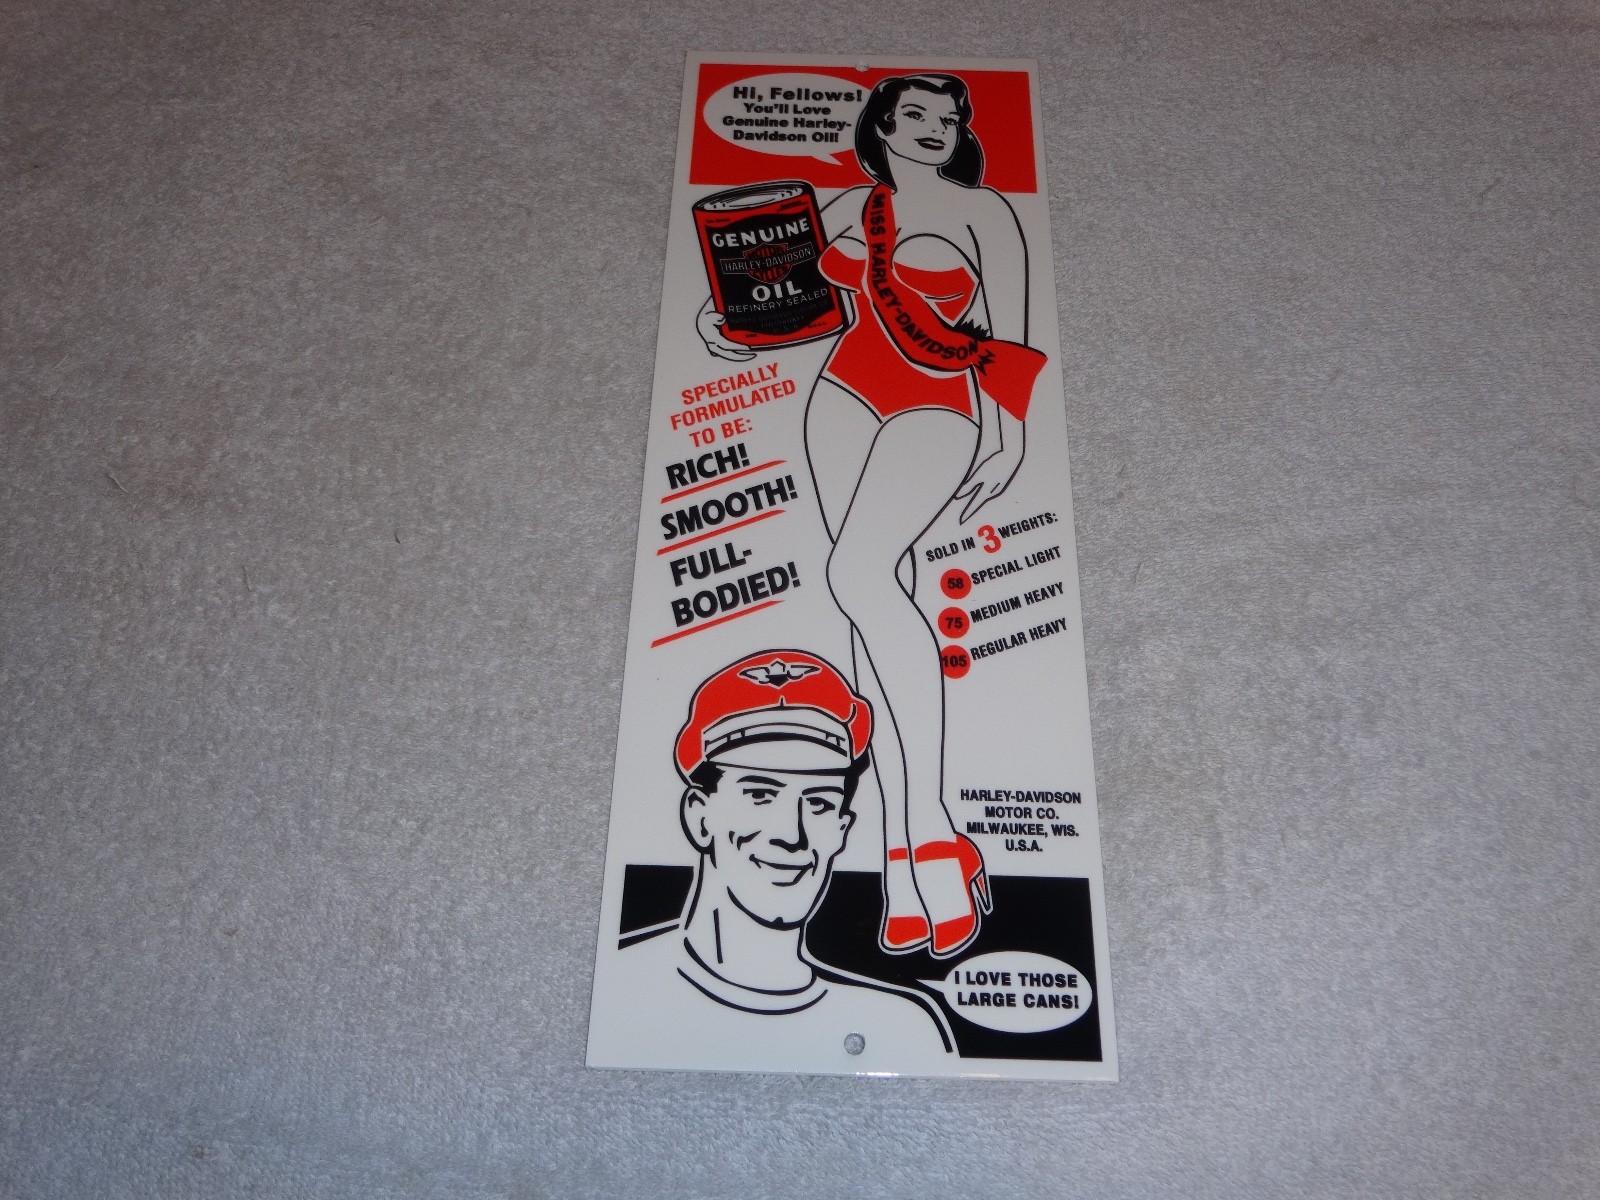 Hi, Fellows!
You'll Love
Genuine Harley-
Davidson Oil!
MISS HARLEY-DAVIDSON
GENUINE
HARLEY-DAVIDSON
OIL
REFINERY SEALED
SPECIALLY
FORMULATED
TO BE:
RICH!
SMOOTH!
FULL-
BODIED!
SOLD IN 3 WEIGHTS:
58 SPECIAL LIGHT
75 MEDIUM HEAVY
105 REGULAR HEAVY
HARLEY-DAVIDSON
MOTOR CO.
MILWAUKEE, WIS.
U.S.A.
I LOVE THOSE
LARGE CANS!